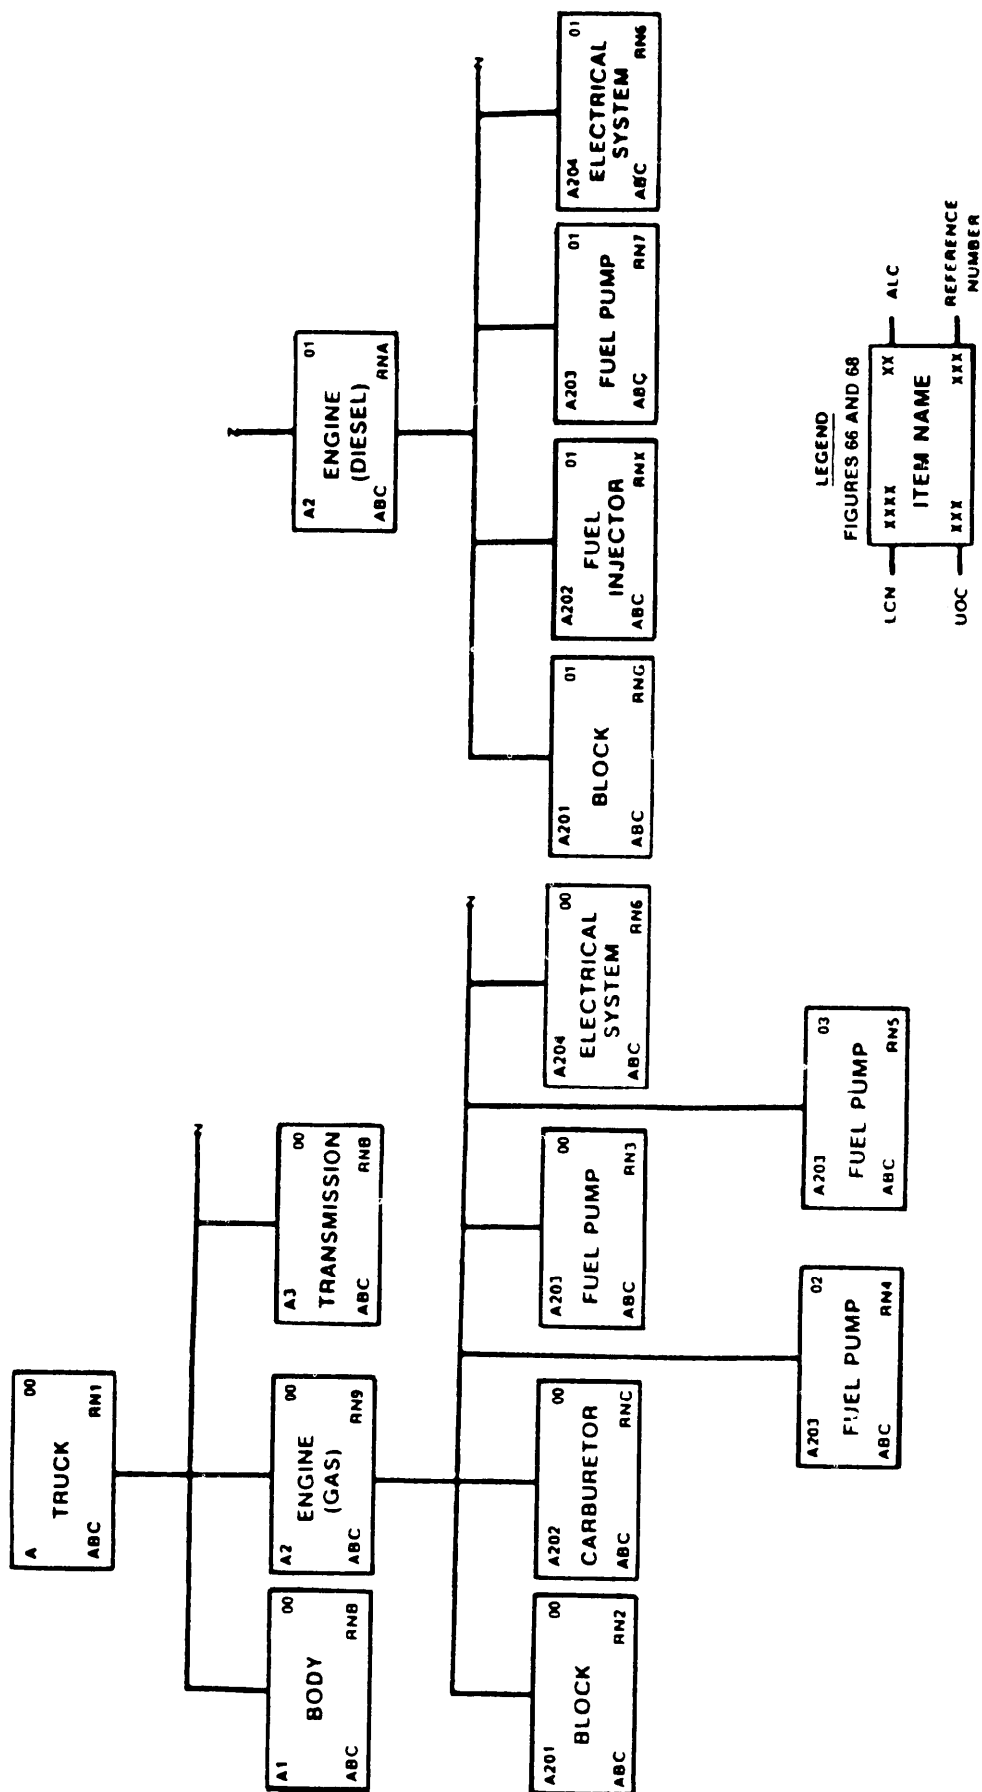 A 00
TRUCK
ABC RN1
A1 00
BODY
ABC RNB
A2 00
ENGINE
(GAS)
ABC RN9
A3 00
TRANSMISSION
ABC RN8
A201 00
BLOCK
ABC RN2
A202 00
CARBURETOR
ABC RNC
A203 00
FUEL PUMP
ABC RN3
A204 00
ELECTRICAL
SYSTEM
ABC RN6
A203 02
FUEL PUMP
ABC RN4
A203 03
FUEL PUMP
ABC RN5
A2 01
ENGINE
(DIESEL)
ABC RNA
A201 01
BLOCK
ABC RNG
A202 01
FUEL
INJECTOR
ABC RNX
A203 01
FUEL PUMP
ABC RN7
A204 01
ELECTRICAL
SYSTEM
ABC RN6
LEGEND
FIGURES 66 AND 68
LCN XXXX XX ALC
ITEM NAME
UOC XXX XXX REFERENCE
NUMBER